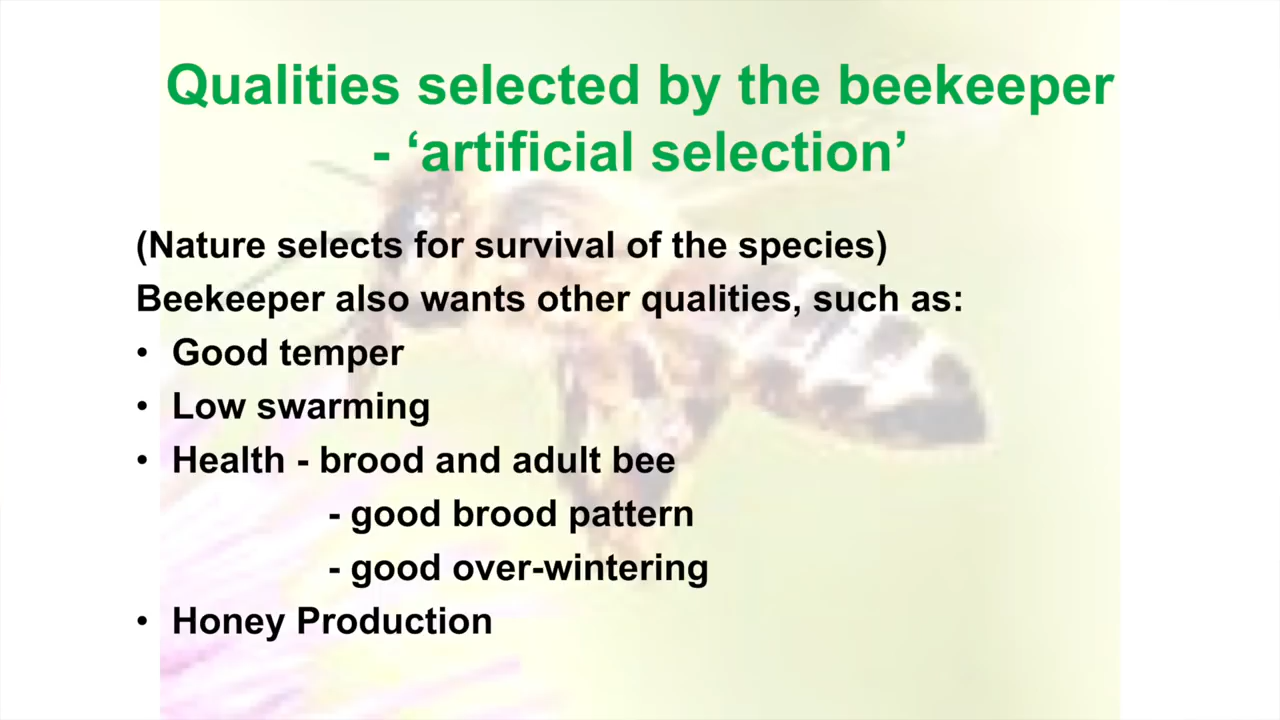 Qualities selected by the beekeeper
- ‘artificial selection’
(Nature selects for survival of the species)
Beekeeper also wants other qualities, such as:
• Good temper
• Low swarming
• Health - brood and adult bee
- good brood pattern
- good over-wintering
• Honey Production